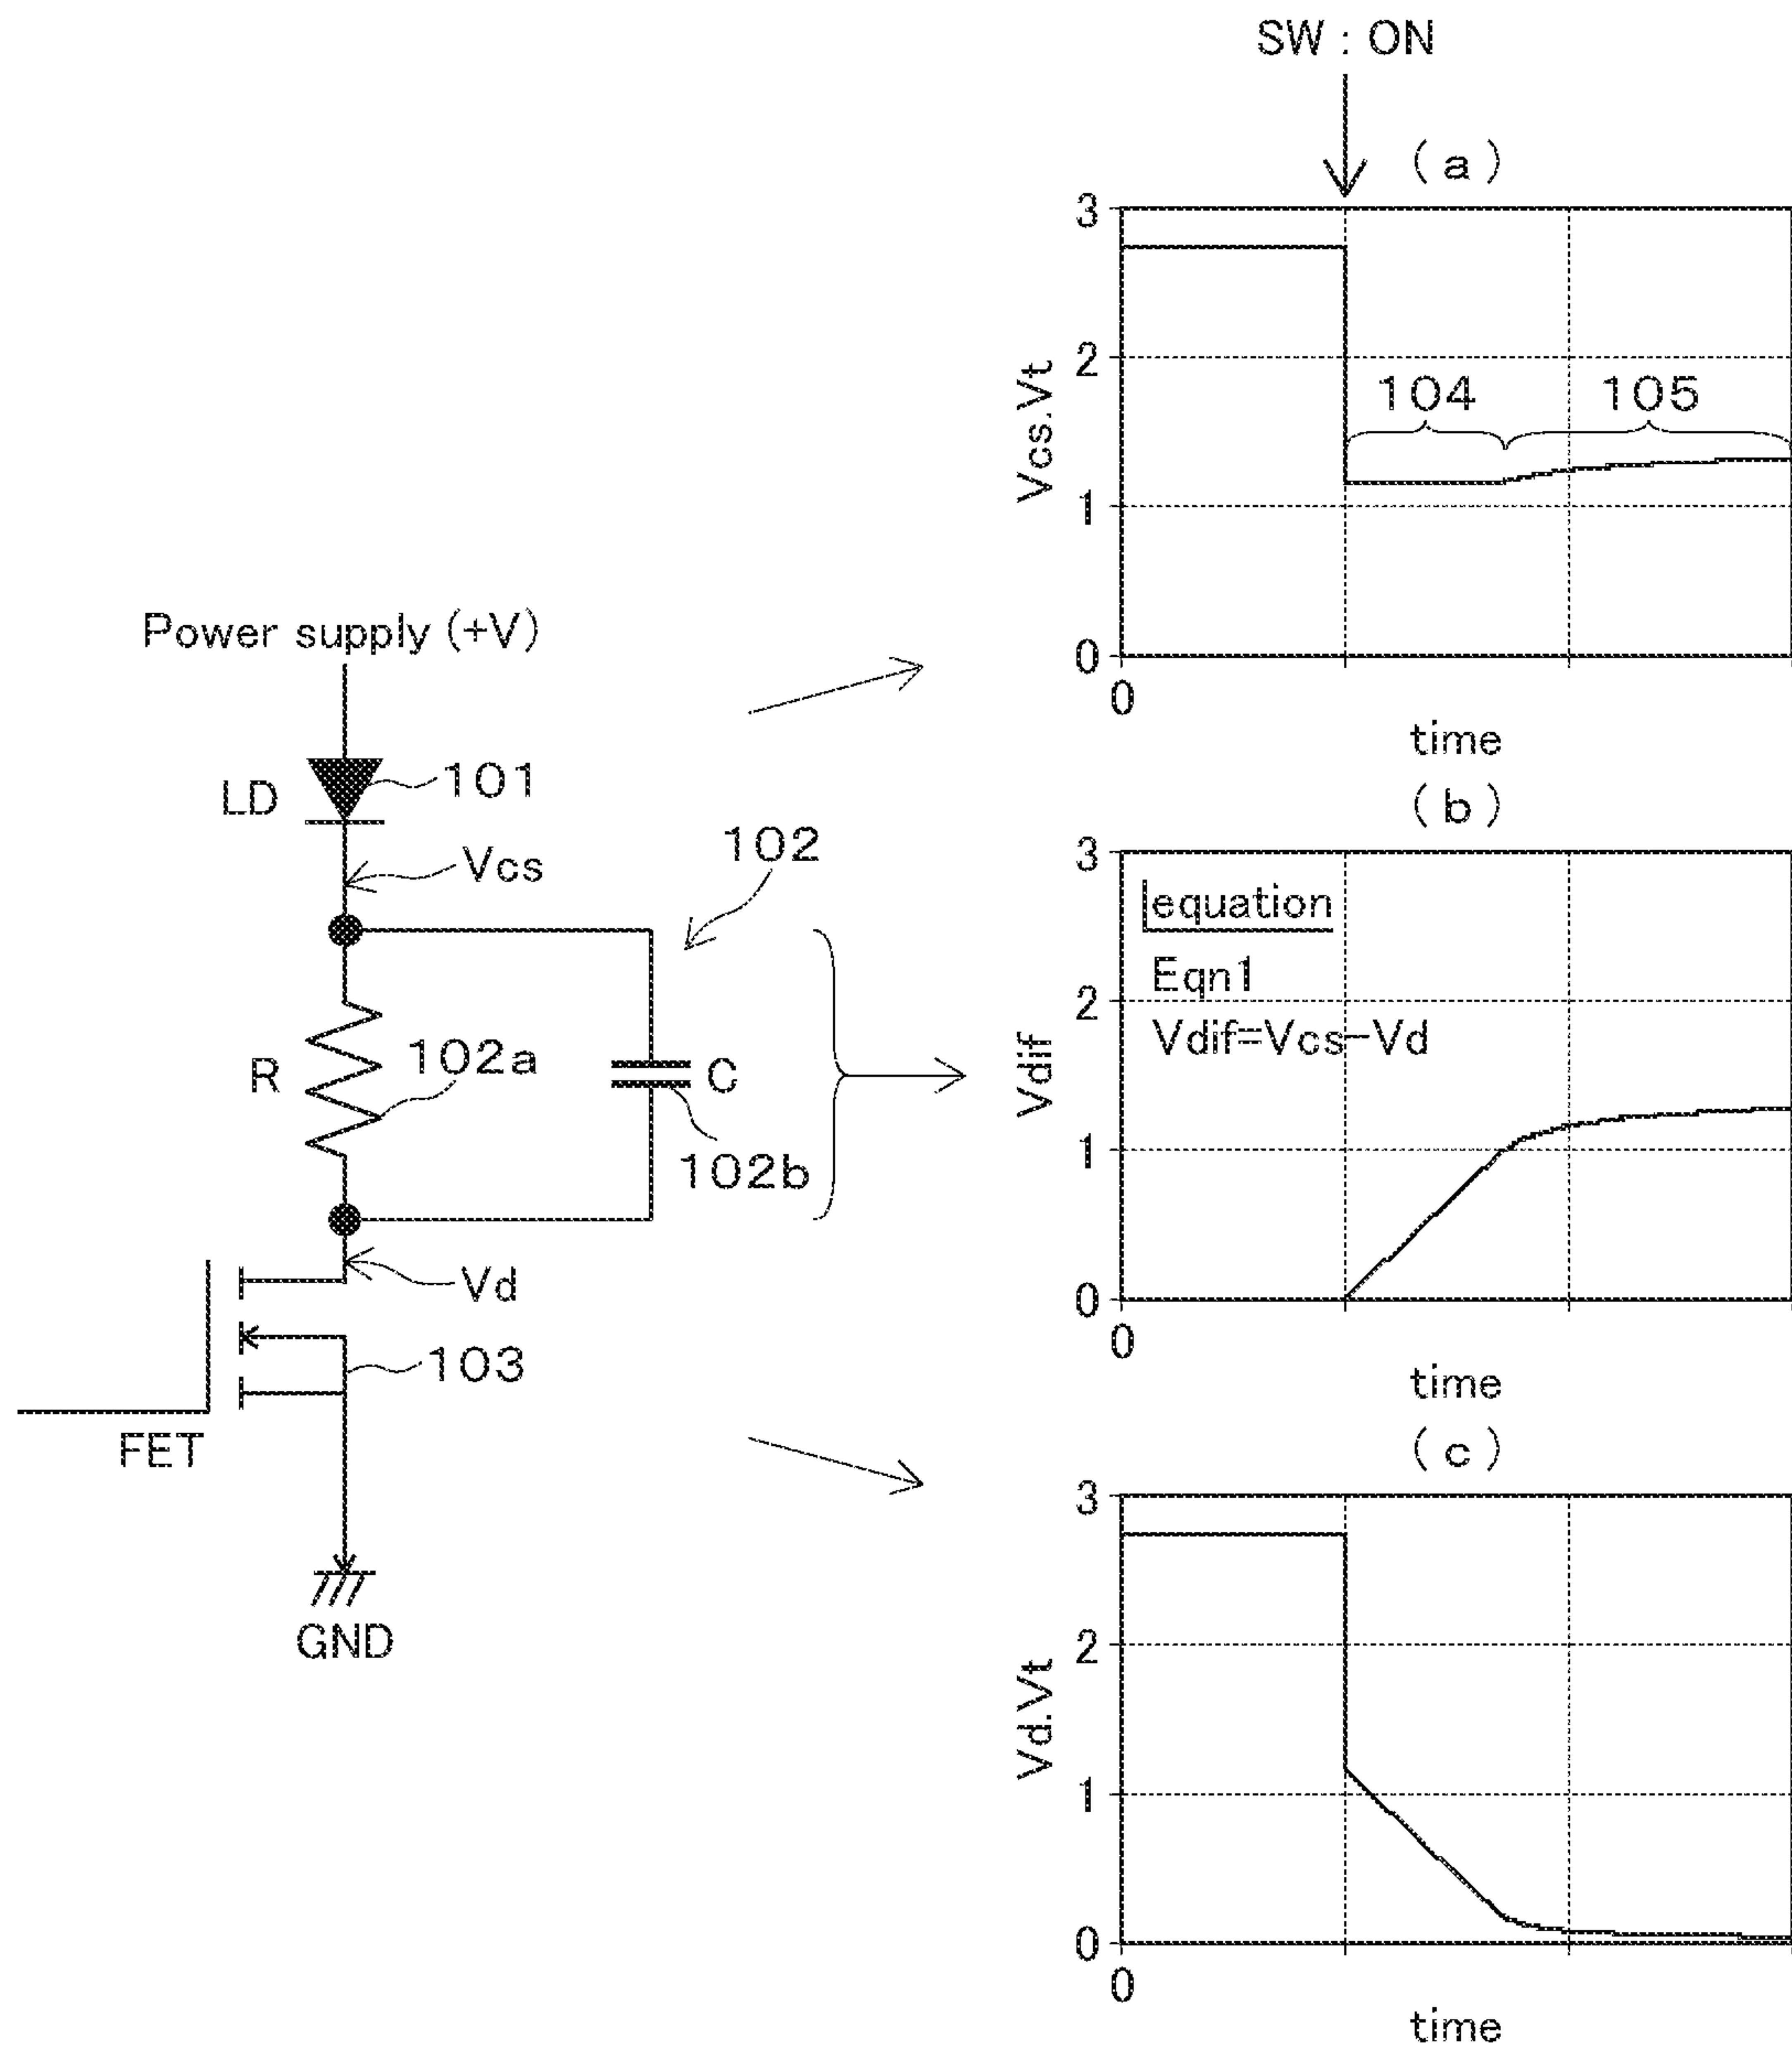 SW : ON
(a)
3
2
1
0
0
Vcs.Vt
104
105
time
Power supply (+V)
LD
101
Vcs
102
R
102a
C
102b
Vd
103
FET
GND
(b)
3
2
1
0
0
Vdif
equation
Eqn1
Vdif=Vcs-Vd
time
(c)
3
2
1
0
0
Vd.Vt
time